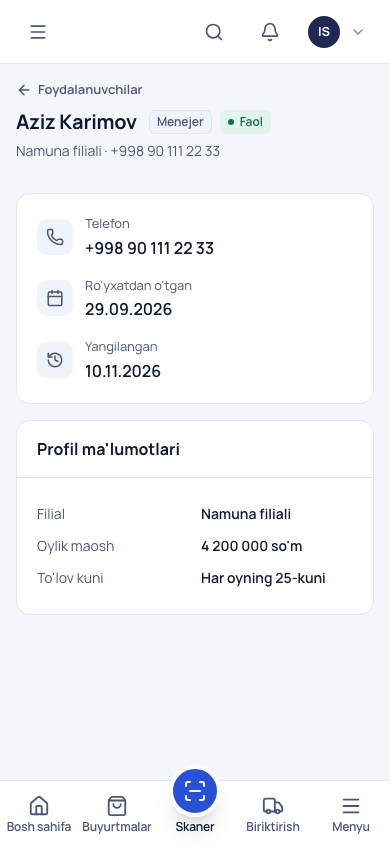 IS
Foydalanuvchilar
Aziz Karimov Menejer Faol
Namuna filiali · +998 90 111 22 33
Telefon
+998 90 111 22 33
Ro'yxatdan o'tgan
29.09.2026
Yangilangan
10.11.2026
Profil ma'lumotlari
Filial Namuna filiali
Oylik maosh 4 200 000 so'm
To'lov kuni Har oyning 25-kuni
Bosh sahifa Buyurtmalar Skaner Biriktirish Menyu